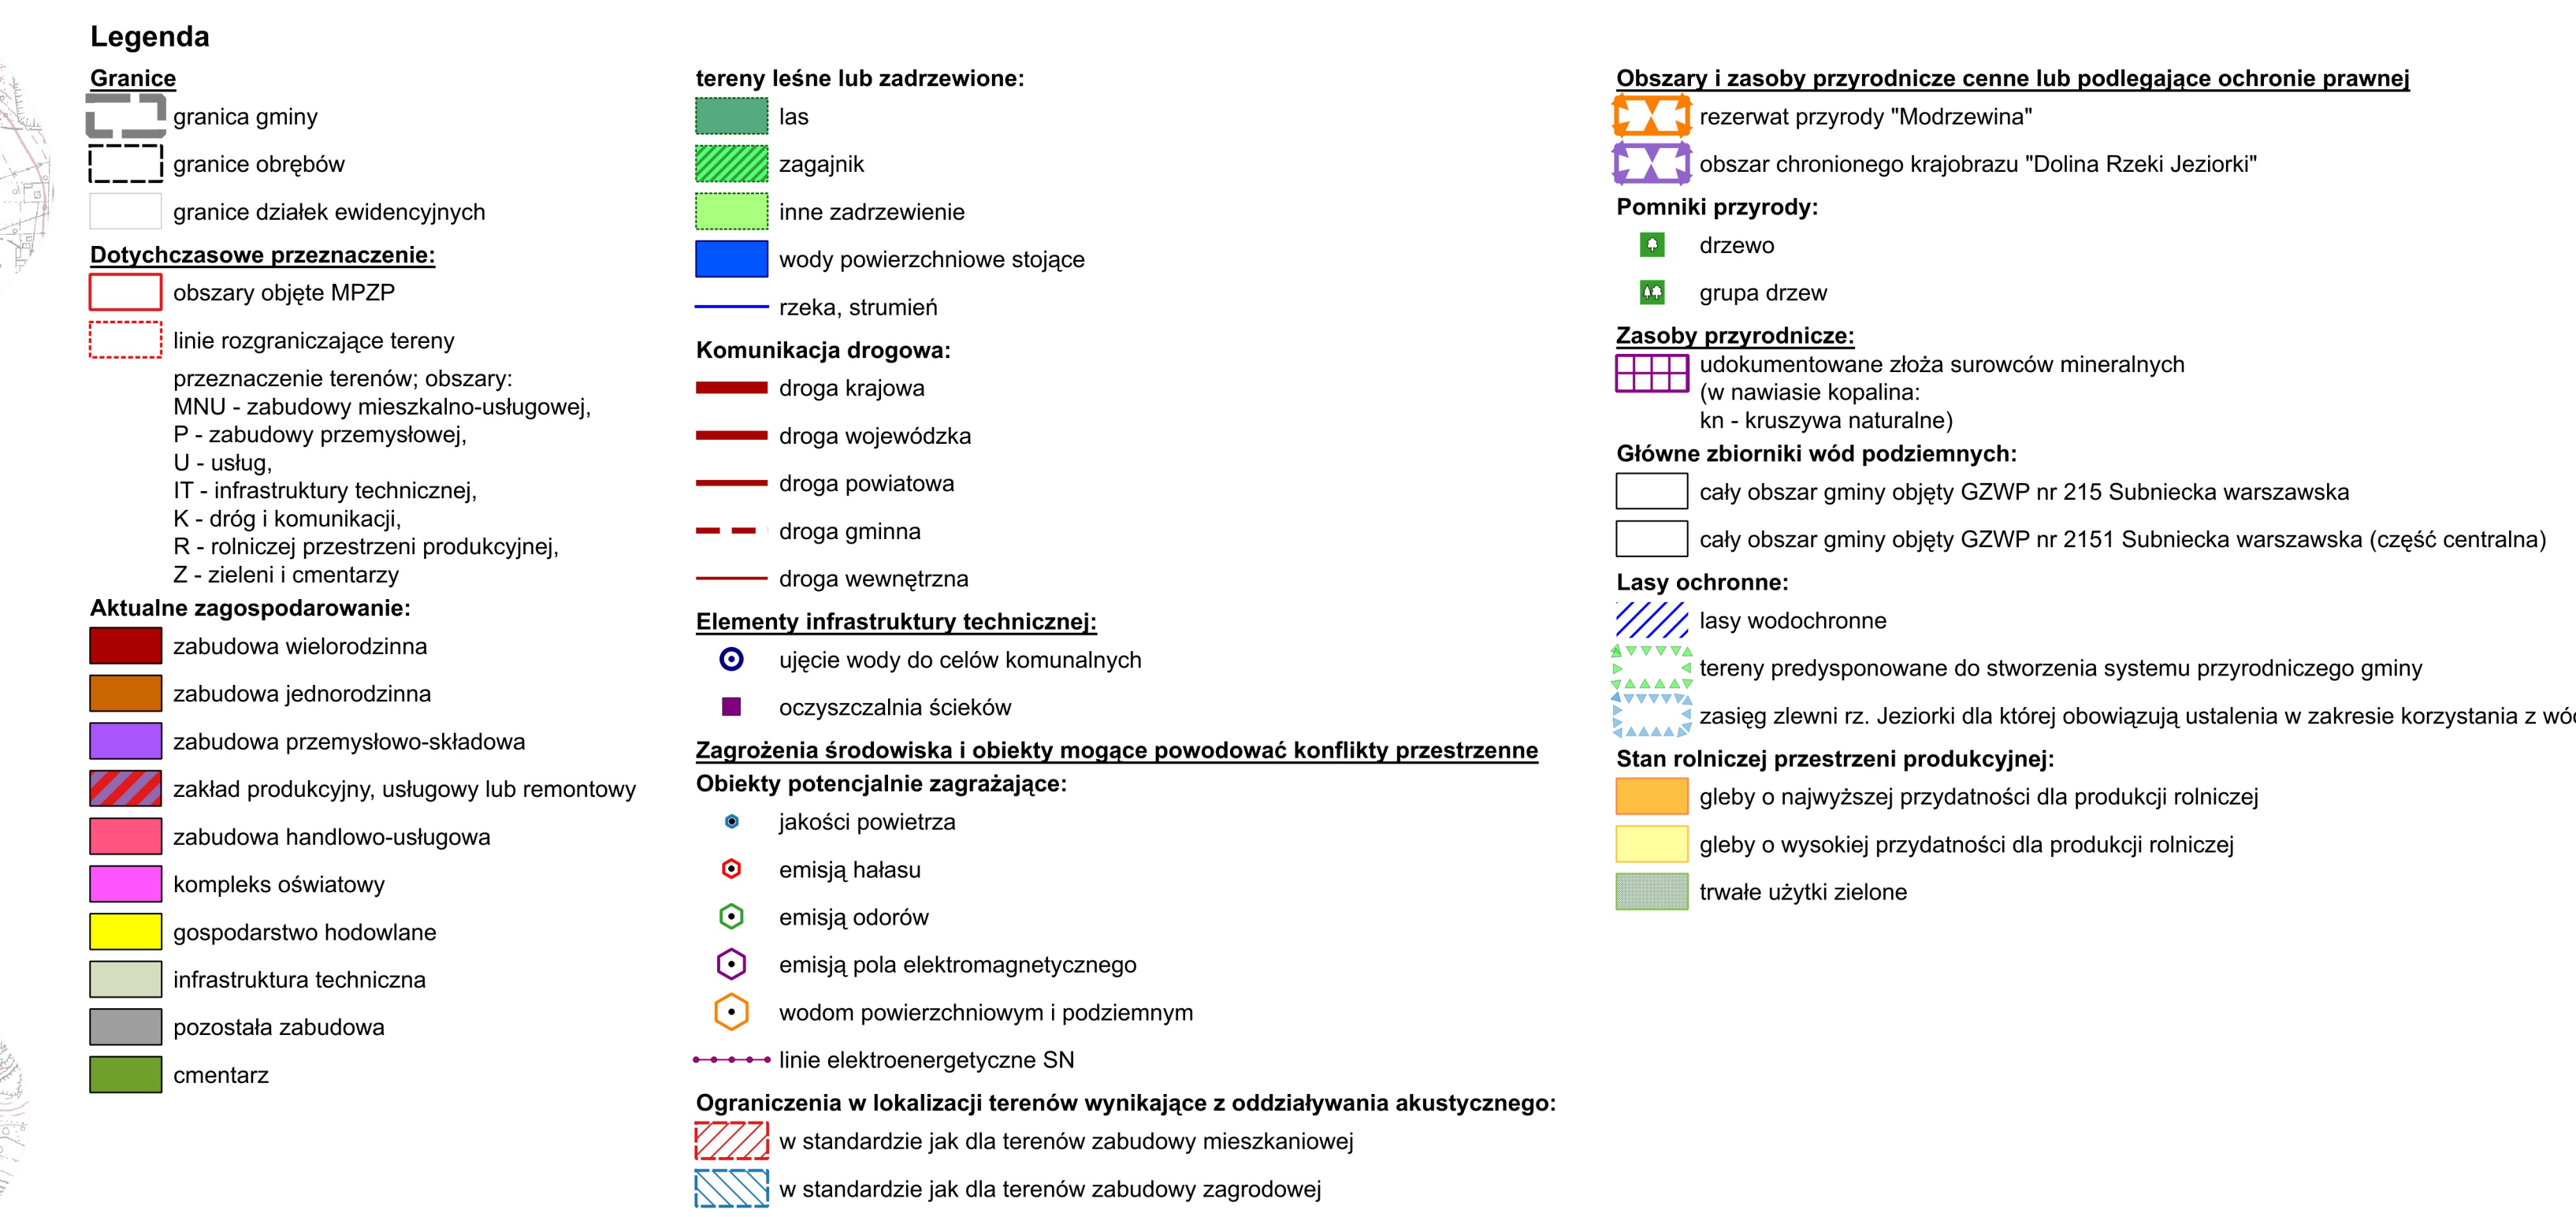 Legenda
Granice
granica gminy
granice obrębów
granice działek ewidencyjnych
Dotychczasowe przeznaczenie:
obszary objęte MPZP
linie rozgraniczające tereny
przeznaczenie terenów; obszary:
MNU - zabudowy mieszkalno-usługowej,
P - zabudowy przemysłowej,
U - usług,
IT - infrastruktury technicznej,
K - dróg i komunikacji,
R - rolniczej przestrzeni produkcyjnej,
Z - zieleni i cmentarzy
Aktualne zagospodarowanie:
zabudowa wielorodzinna
zabudowa jednorodzinna
zabudowa przemysłowo-składowa
zakład produkcyjny, usługowy lub remontowy
zabudowa handlowo-usługowa
kompleks oświatowy
gospodarstwo hodowlane
infrastruktura techniczna
pozostała zabudowa
cmentarz
tereny leśne lub zadrzewione:
las
zagajnik
inne zadrzewienie
wody powierzchniowe stojące
rzeka, strumień
Komunikacja drogowa:
droga krajowa
droga wojewódzka
droga powiatowa
droga gminna
droga wewnętrzna
Elementy infrastruktury technicznej:
ujęcie wody do celów komunalnych
oczyszczalnia ścieków
Zagrożenia środowiska i obiekty mogące powodować konflikty przestrzenne
Obiekty potencjalnie zagrażające:
jakości powietrza
emisją hałasu
emisją odorów
emisją pola elektromagnetycznego
wodom powierzchniowym i podziemnym
linie elektroenergetyczne SN
Ograniczenia w lokalizacji terenów wynikające z oddziaływania akustycznego:
w standardzie jak dla terenów zabudowy mieszkaniowej
w standardzie jak dla terenów zabudowy zagrodowej
Obszary i zasoby przyrodnicze cenne lub podlegające ochronie prawnej
rezerwat przyrody "Modrzewina"
obszar chronionego krajobrazu "Dolina Rzeki Jeziorki"
Pomniki przyrody:
drzewo
grupa drzew
Zasoby przyrodnicze:
udokumentowane złoża surowców mineralnych
(w nawiasie kopalina:
kn - kruszywa naturalne)
Główne zbiorniki wód podziemnych:
cały obszar gminy objęty GZWP nr 215 Subniecka warszawska
cały obszar gminy objęty GZWP nr 2151 Subniecka warszawska (część centralna)
Lasy ochronne:
lasy wodochronne
tereny predysponowane do stworzenia systemu przyrodniczego gminy
zasięg zlewni rz. Jeziorki dla której obowiązują ustalenia w zakresie korzystania z
Stan rolniczej przestrzeni produkcyjnej:
gleby o najwyższej przydatności dla produkcji rolniczej
gleby o wysokiej przydatności dla produkcji rolniczej
trwałe użytki zielone